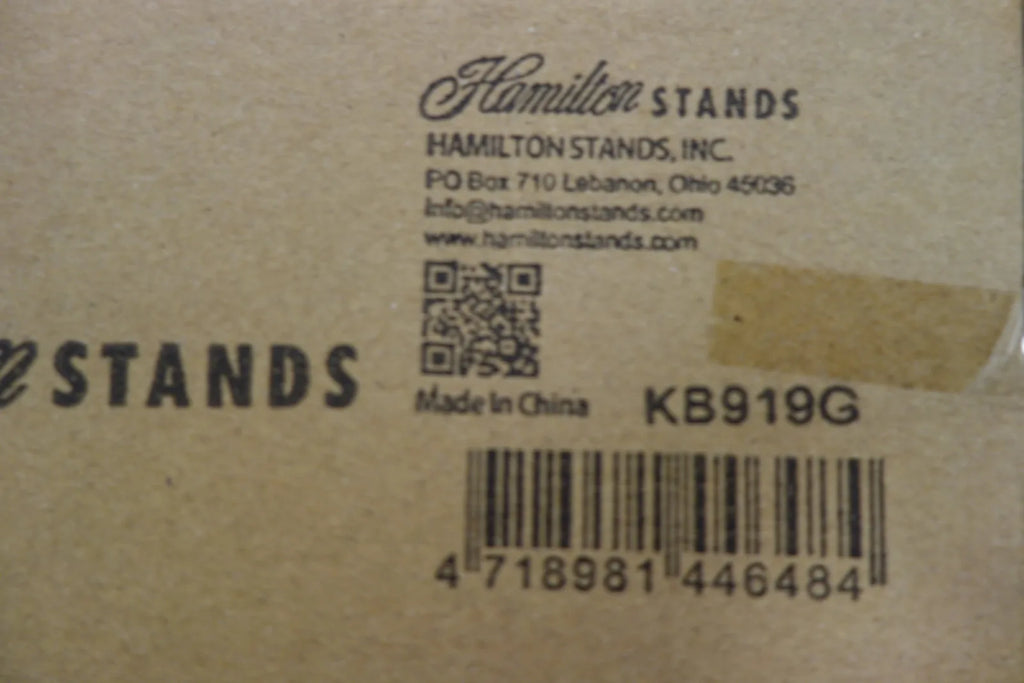 Hamilton STANDS
HAMILTON STANDS, INC.
PO Box 710 Lebanon, Ohio 45036
Info@hamiltonstands.com
www.hamiltonstands.com
STANDS
Made In China
KB919G
4 718981 446484